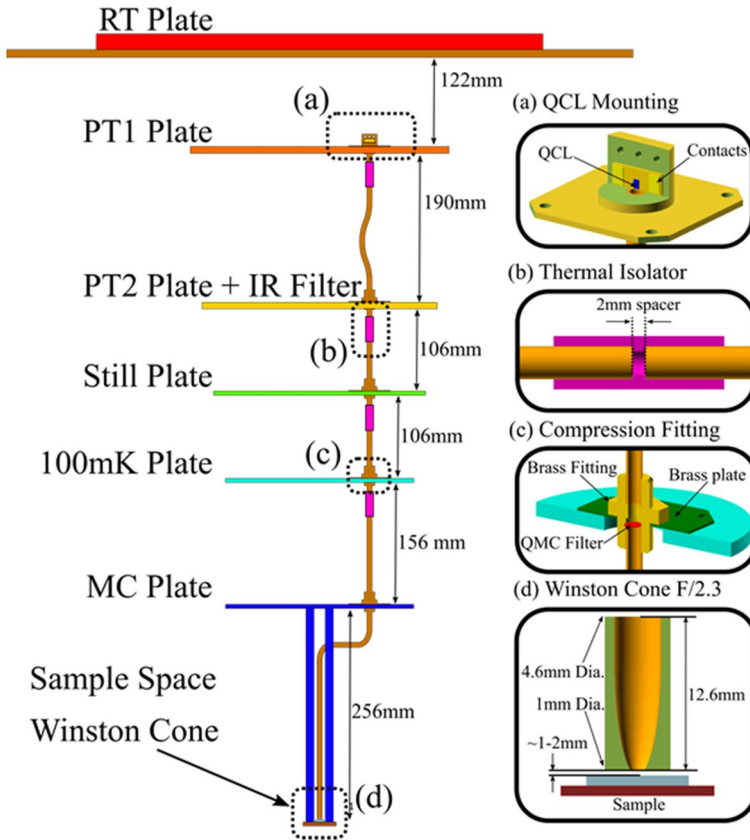 RT Plate
122mm
(a)
PT1 Plate
190mm
PT2 Plate + IR Filter
(b)
106mm
Still Plate
106mm
(c)
100mK Plate
156 mm
MC Plate
Sample Space
256mm
Winston Cone
(d)
(a) QCL Mounting
QCL
Contacts
(b) Thermal Isolator
2mm spacer
(c) Compression Fitting
Brass Fitting
Brass plate
QMC Filter
(d) Winston Cone F/2.3
4.6mm Dia.
12.6mm
1mm Dia.
~1-2mm
Sample